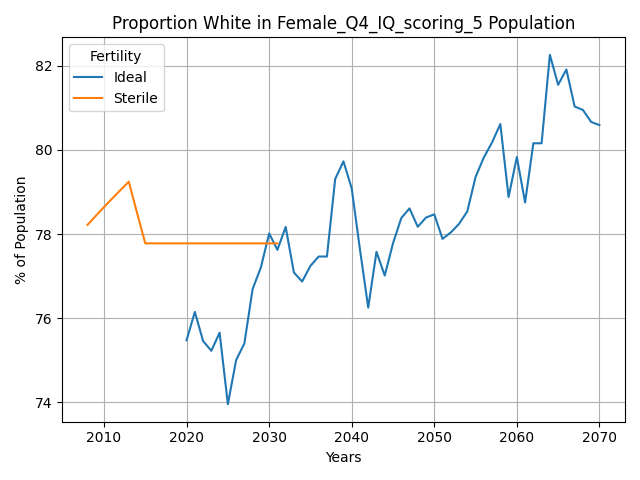 Proportion White in Female_Q4_IQ_scoring_5 Population
Fertility
Ideal
Sterile
% of Population
82
80
78
76
74
2010 2020 2030 2040 2050 2060 2070
Years